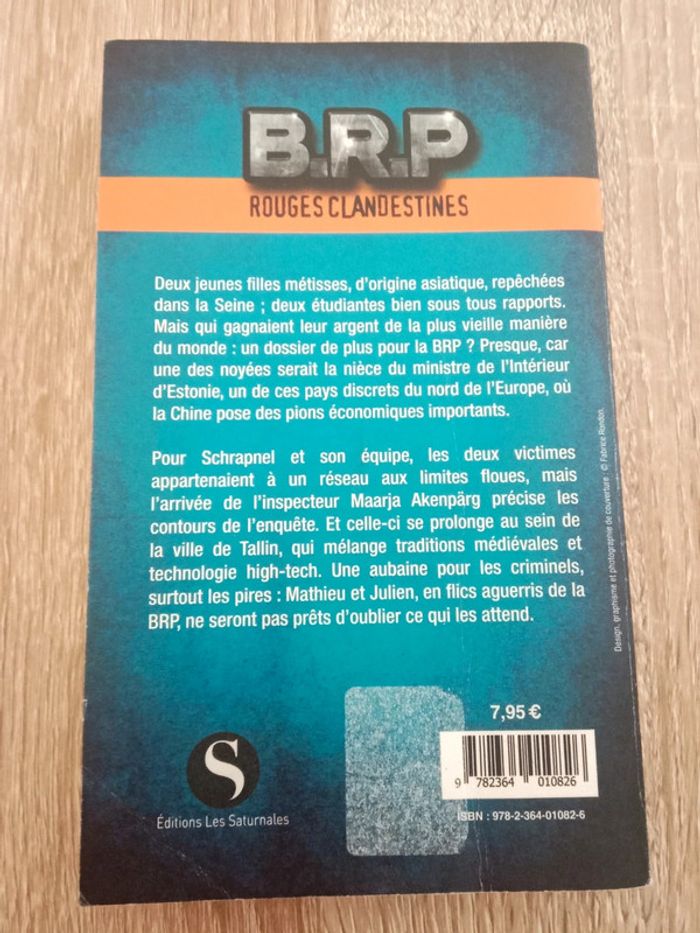 B.R.P
ROUGES CLANDESTINES
Deux jeunes filles métisses, d'origine asiatique, repêchées
dans la Seine ; deux étudiantes bien sous tous rapports.
Mais qui gagnaient leur argent de la plus vieille manière
du monde : un dossier de plus pour la BRP ? Presque, car
une des noyées serait la nièce du ministre de l'Intérieur
d'Estonie, un de ces pays discrets du nord de l'Europe, où
la Chine pose des pions économiques importants.
Pour Schrapnel et son équipe, les deux victimes
appartenaient à un réseau aux limites floues, mais
l'arrivée de l'inspecteur Maarja Akenpärg précise les
contours de l'enquête. Et celle-ci se prolonge au sein de
la ville de Tallin, qui mélange traditions médiévales et
technologie high-tech. Une aubaine pour les criminels,
surtout les pires : Mathieu et Julien, en flics aguerris de la
BRP, ne seront pas prêts d'oublier ce qui les attend.
Design, graphisme et photographie de couverture : © Fabrice Rondon.
S
Éditions Les Saturnales
7,95 €
9 782364 010826
ISBN : 978-2-364-01082-6